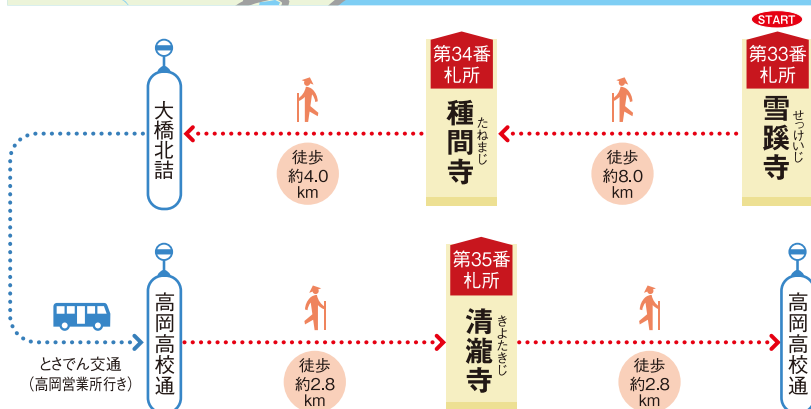 START
第33番
札所
雪蹊寺
せっけいじ
徒歩
約8.0
km
第34番
札所
種間寺
たねまじ
徒歩
約4.0
km
大橋北詰
とさでん交通
（高岡営業所行き）
高岡高校通
徒歩
約2.8
km
第35番
札所
清瀧寺
きよたきじ
徒歩
約2.8
km
高岡高校通